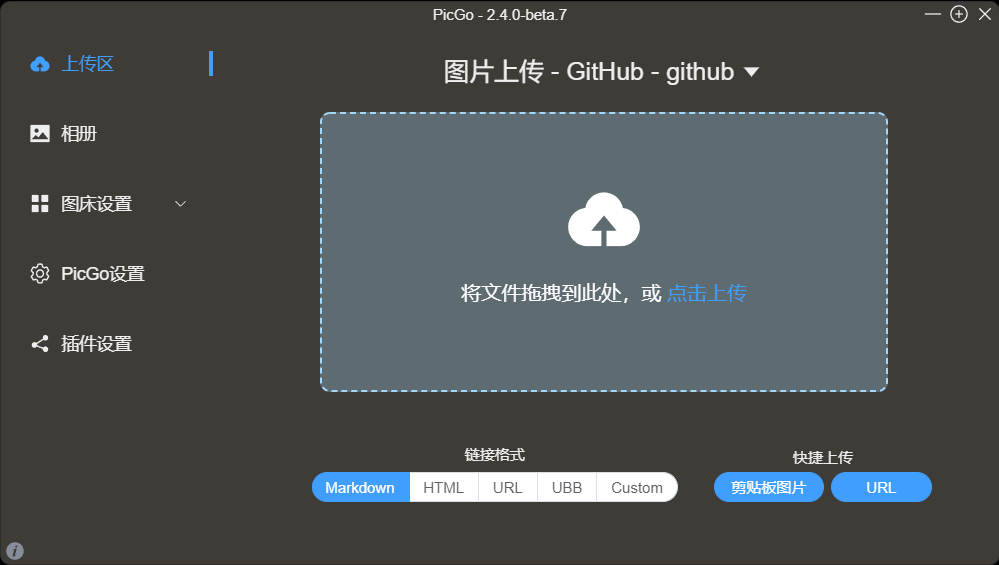 PicGo - 2.4.0-beta.7
上传区
相册
图床设置
PicGo设置
插件设置
图片上传 - GitHub - github
将文件拖拽到此处，或 点击上传
链接格式
Markdown HTML URL UBB Custom
快捷上传
剪贴板图片 URL